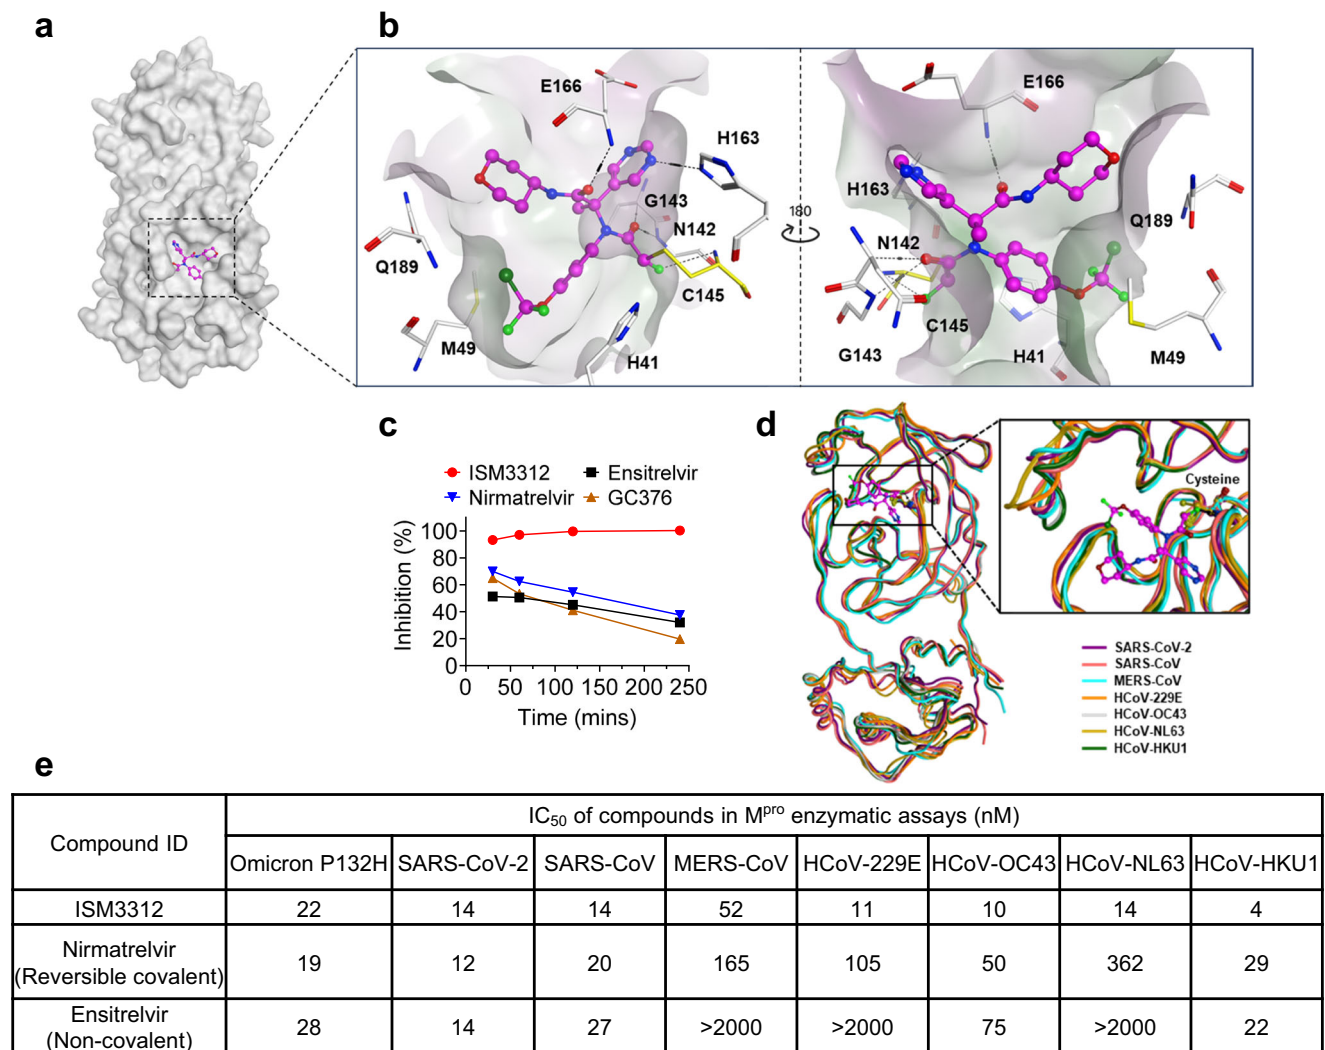 a
b
E166
H163
G143
N142
Q189
C145
M49
H41
180
E166
H163
Q189
N142
C145
G143
H41
M49
c
ISM3312
Ensitrelvir
Nirmatrelvir
GC376
Inhibition (%)
100
80
60
40
20
0
0 50 100 150 200 250
Time (mins)
d
Cysteine
SARS-CoV-2
SARS-CoV
MERS-CoV
HCoV-229E
HCoV-OC43
HCoV-NL63
HCoV-HKU1
e
Compound ID
IC50 of compounds in Mpro enzymatic assays (nM)
Omicron P132H SARS-CoV-2 SARS-CoV MERS-CoV HCoV-229E HCoV-OC43 HCoV-NL63 HCoV-HKU1
ISM3312 22 14 14 52 11 10 14 4
Nirmatrelvir
(Reversible covalent) 19 12 20 165 105 50 362 29
Ensitrelvir
(Non-covalent) 28 14 27 >2000 >2000 75 >2000 22